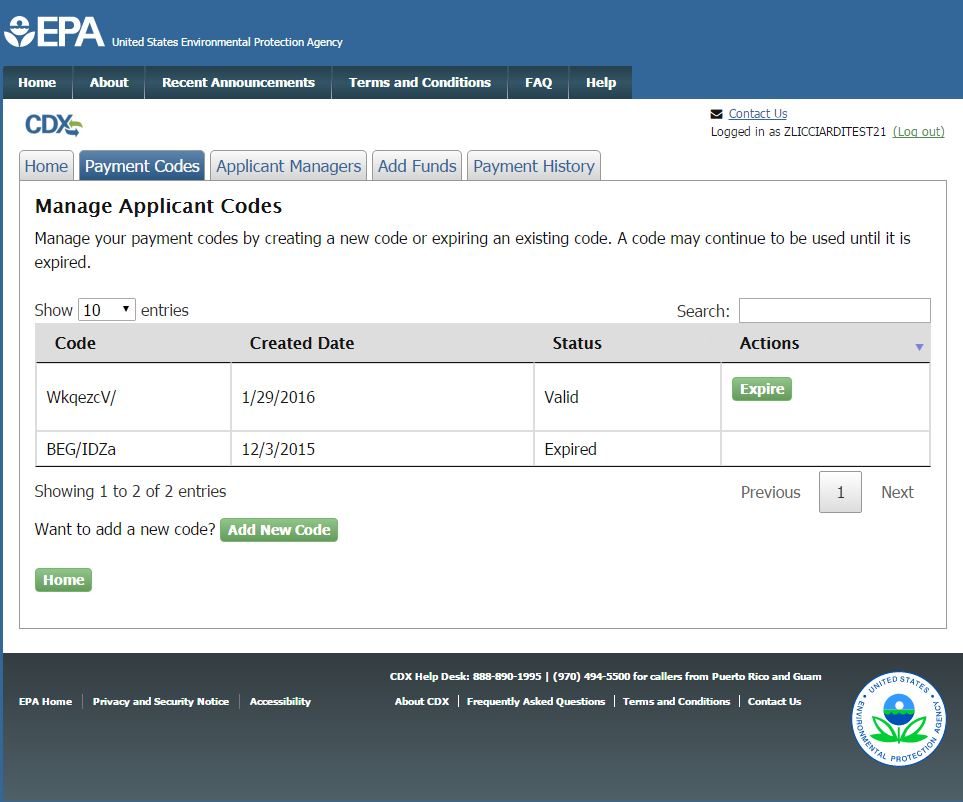 EPA United States Environmental Protection Agency
Home About Recent Announcements Terms and Conditions FAQ Help
CDX
Contact Us
Logged in as ZLICCIARDITEST21 (Log out)
Home Payment Codes Applicant Managers Add Funds Payment History
Manage Applicant Codes
Manage your payment codes by creating a new code or expiring an existing code. A code may continue to be used until it is
expired.
Show 10 entries Search:
Code Created Date Status Actions
WkqezcV/ 1/29/2016 Valid Expire
BEG/IDZa 12/3/2015 Expired
Showing 1 to 2 of 2 entries Previous 1 Next
Want to add a new code? Add New Code
Home
CDX Help Desk: 888-890-1995 | (970) 494-5500 for callers from Puerto Rico and Guam
EPA Home Privacy and Security Notice Accessibility About CDX Frequently Asked Questions Terms and Conditions Contact Us
UNITED STATES ENVIRONMENTAL PROTECTION AGENCY